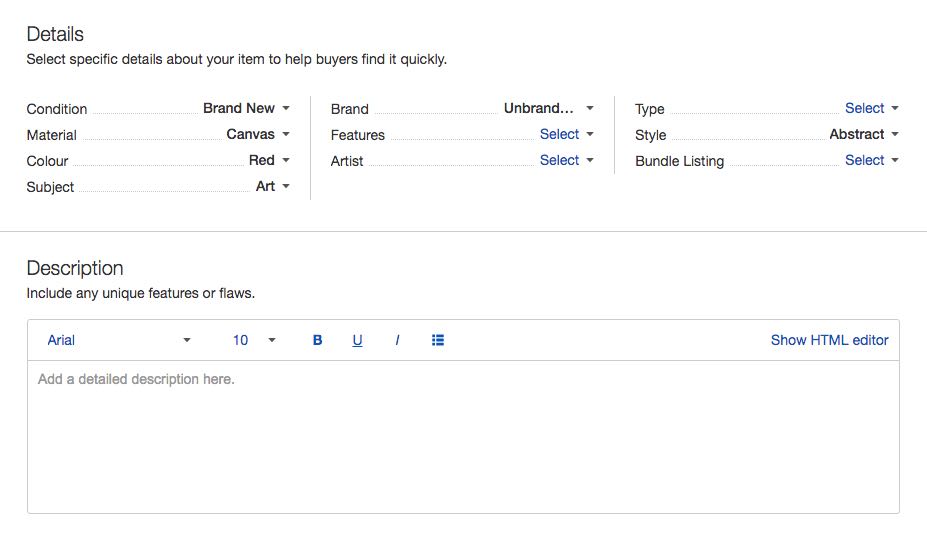 Details
Select specific details about your item to help buyers find it quickly.
Condition Brand New
Material Canvas
Colour Red
Subject Art
Brand Unbrand...
Features Select
Artist Select
Type Select
Style Abstract
Bundle Listing Select
Description
Include any unique features or flaws.
Arial 10 B U I Show HTML editor
Add a detailed description here.